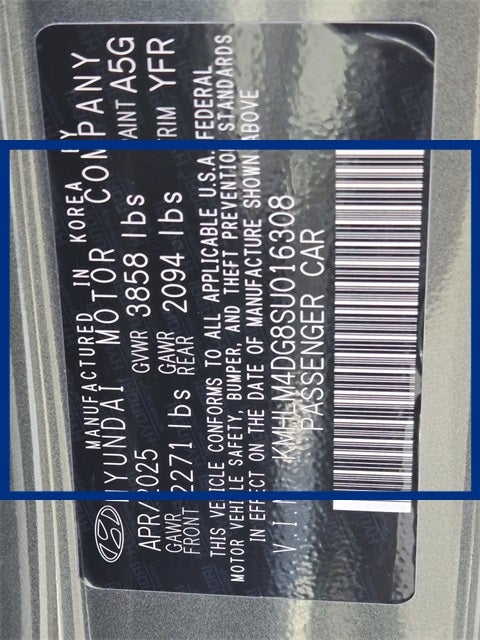 MANUFACTURED IN KOREA BY
HYUNDAI MOTOR COMPANY
APR/2025 GVWR 3858 lbs PAINT A5G
GAWR FRONT 2271 lbs GAWR REAR 2094 lbs TRIM YFR
THIS VEHICLE CONFORMS TO ALL APPLICABLE U.S.A. FEDERAL
MOTOR VEHICLE SAFETY, BUMPER, AND THEFT PREVENTION STANDARDS
IN EFFECT ON THE DATE OF MANUFACTURE SHOWN ABOVE
V.I.N KMHLM4DG8SU016308
PASSENGER CAR